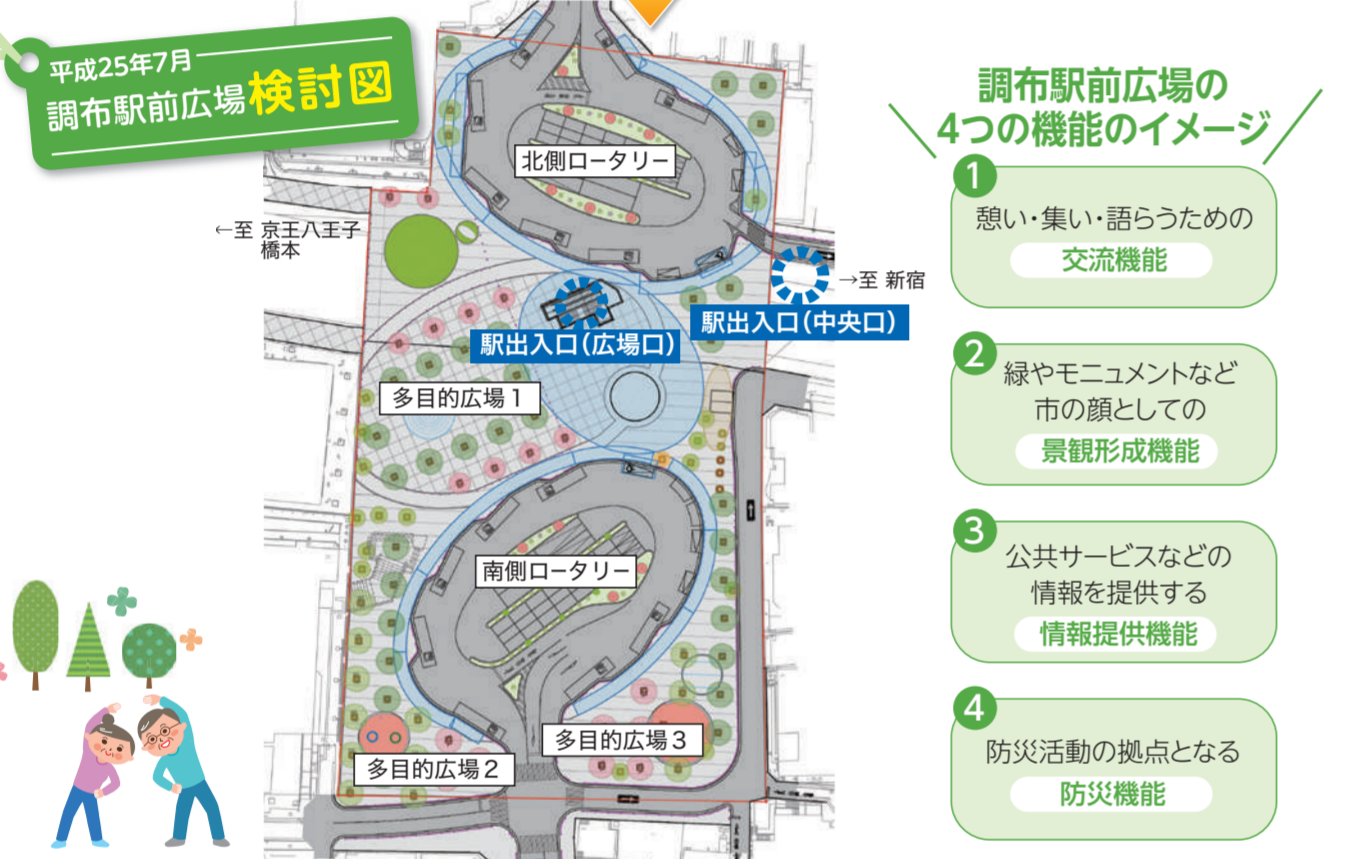 平成25年7月
調布駅前広場検討図
北側ロータリー
←至 京王八王子
橋本
→至 新宿
駅出入口(中央口)
駅出入口(広場口)
多目的広場1
南側ロータリー
多目的広場3
多目的広場2
調布駅前広場の
4つの機能のイメージ
1
憩い・集い・語らうための
交流機能
2
緑やモニュメントなど
市の顔としての
景観形成機能
3
公共サービスなどの
情報を提供する
情報提供機能
4
防災活動の拠点となる
防災機能